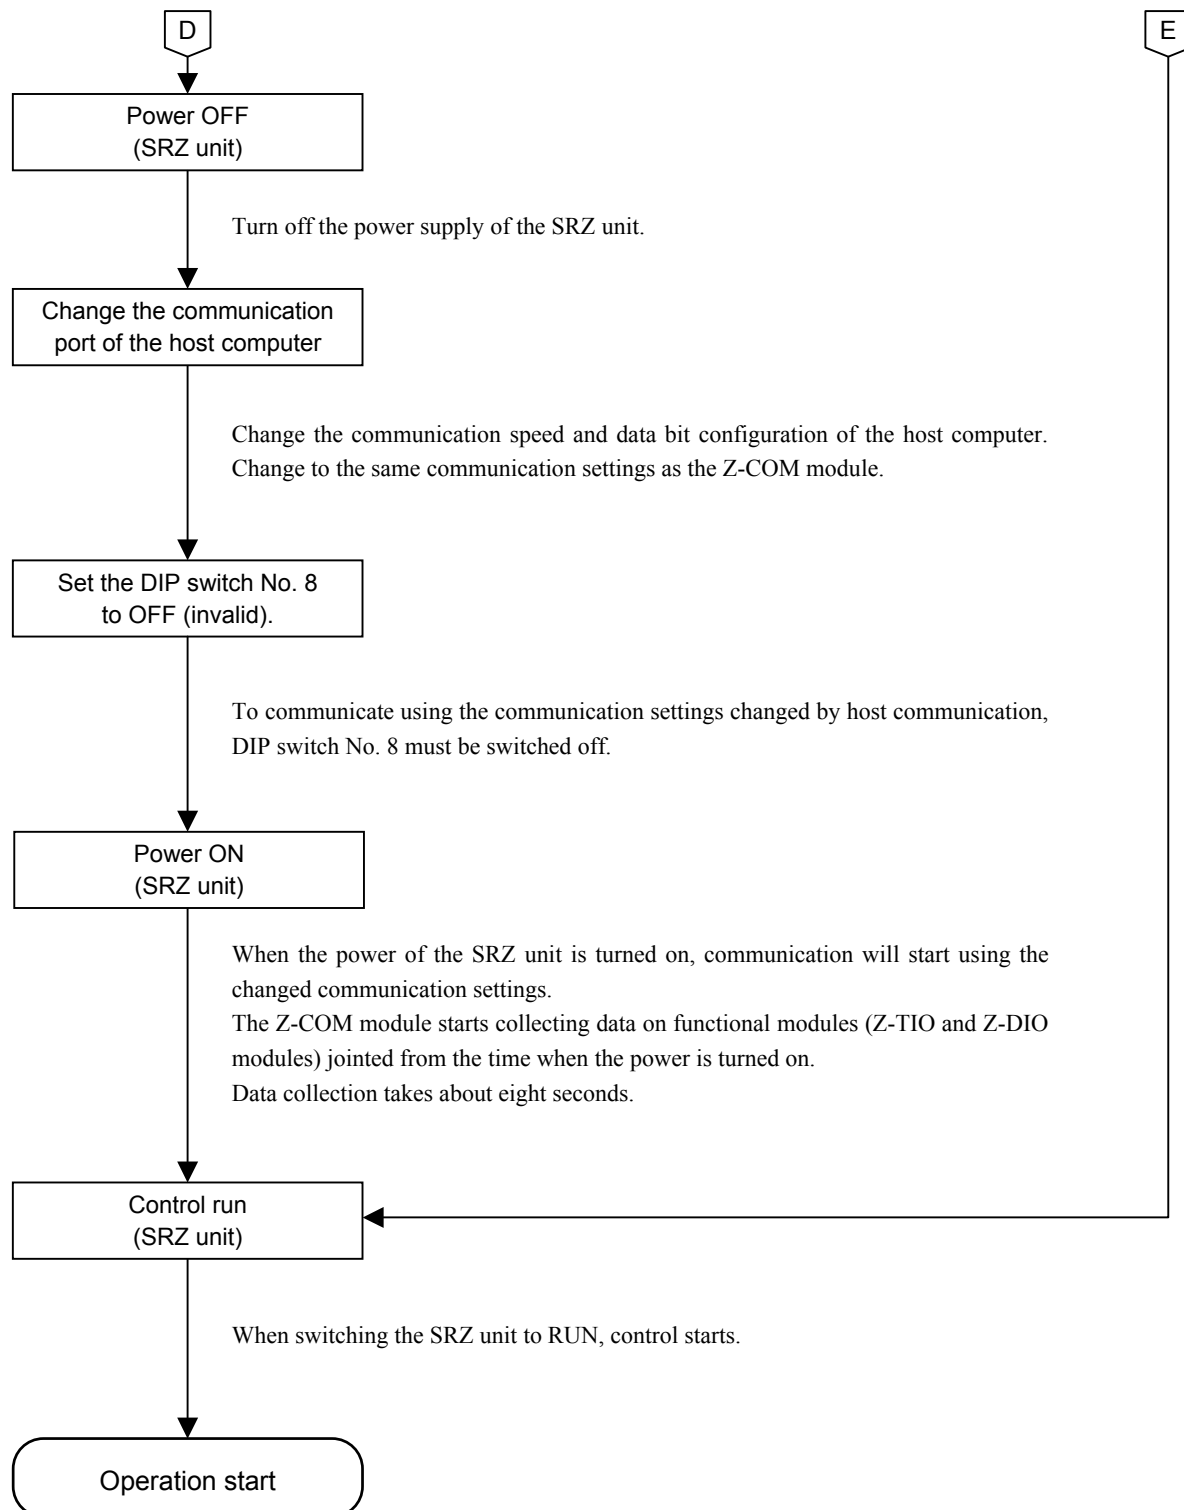 D
E
Power OFF
(SRZ unit)
Turn off the power supply of the SRZ unit.
Change the communication
port of the host computer
Change the communication speed and data bit configuration of the host computer.
Change to the same communication settings as the Z-COM module.
Set the DIP switch No. 8
to OFF (invalid).
To communicate using the communication settings changed by host communication,
DIP switch No. 8 must be switched off.
Power ON
(SRZ unit)
When the power of the SRZ unit is turned on, communication will start using the
changed communication settings.
The Z-COM module starts collecting data on functional modules (Z-TIO and Z-DIO
modules) jointed from the time when the power is turned on.
Data collection takes about eight seconds.
Control run
(SRZ unit)
When switching the SRZ unit to RUN, control starts.
Operation start